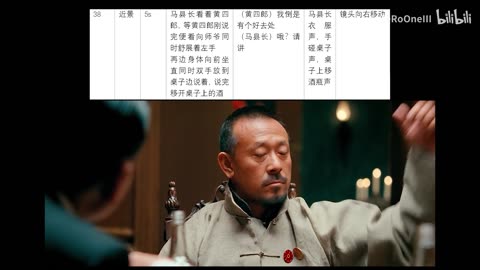 RoOneIII
bilibili
38
近景
5s
马县长看着黄四
郎，等黄四郎刚说
完便看向师爷同
时舒展着左手
再边身体向前坐
直同时双手放到
桌子边说着，说完
移开桌子上的酒
（黄四郎）我倒是
有个好去处
（马县长）哦？请
讲
马县长
衣服
声，手
碰桌子
声，桌
子上移
酒瓶声
镜头向右移动